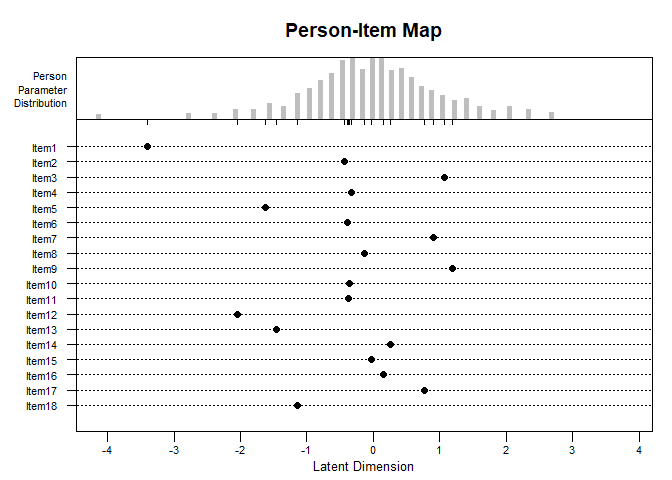 Person-Item Map
Person
Parameter
Distribution
Item1
Item2
Item3
Item4
Item5
Item6
Item7
Item8
Item9
Item10
Item11
Item12
Item13
Item14
Item15
Item16
Item17
Item18
-4 -3 -2 -1 0 1 2 3 4
Latent Dimension